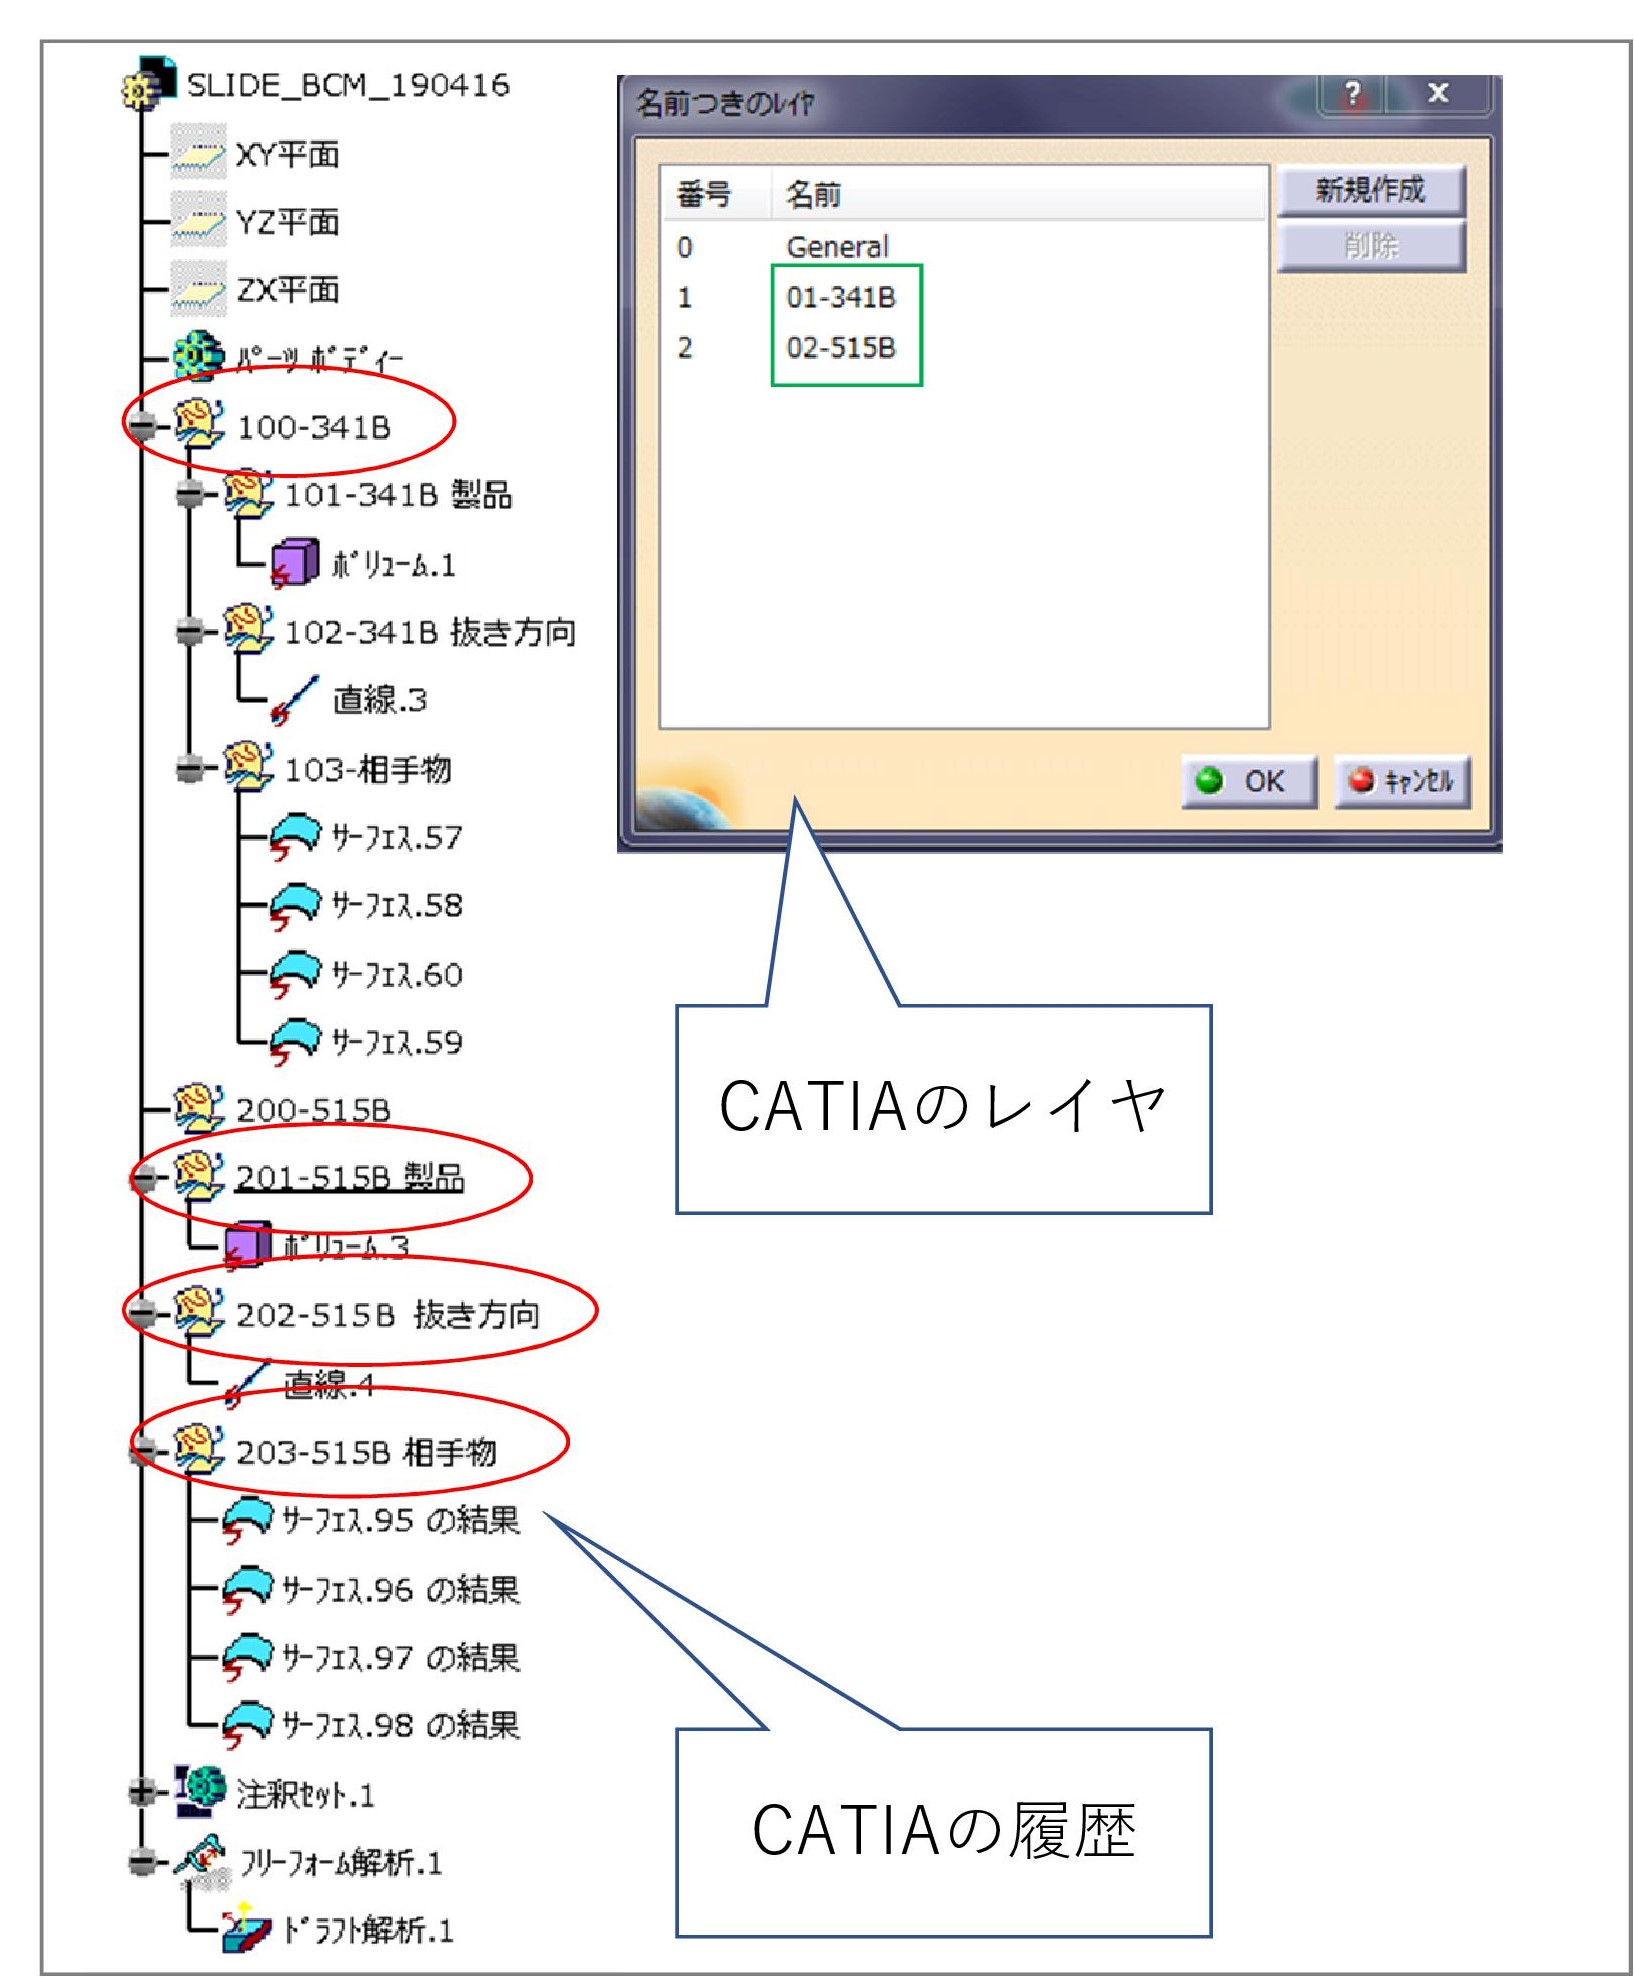 SLIDE_BCM_190416
XY平面
YZ平面
ZX平面
ﾊﾟｰﾂ ﾎﾞﾃﾞｨｰ
100-341B
101-341B 製品
ﾎﾞﾘｭｰﾑ.1
102-341B 抜き方向
直線.3
103-相手物
ｻｰﾌｪｽ.57
ｻｰﾌｪｽ.58
ｻｰﾌｪｽ.60
ｻｰﾌｪｽ.59
200-515B
201-515B 製品
ﾎﾞﾘｭｰﾑ.3
202-515B 抜き方向
直線.4
203-515B 相手物
ｻｰﾌｪｽ.95 の結果
ｻｰﾌｪｽ.96 の結果
ｻｰﾌｪｽ.97 の結果
ｻｰﾌｪｽ.98 の結果
注釈ｾｯﾄ.1
ﾌﾘｰﾌｫｰﾑ解析.1
ﾄﾞﾗﾌﾄ解析.1
名前つきのﾚｲﾔ
? X
番号 名前
0 General
1 01-341B
2 02-515B
新規作成
削除
OK
ｷｬﾝｾﾙ
CATIAのレイヤ
CATIAの履歴